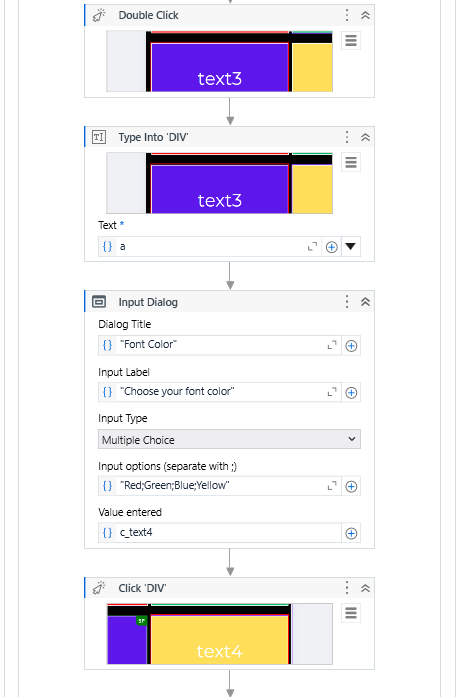 Double Click
text3
Type Into 'DIV'
text3
Text *
a
Input Dialog
Dialog Title
"Font Color"
Input Label
"Choose your font color"
Input Type
Multiple Choice
Input options (separate with ;)
"Red;Green;Blue;Yellow"
Value entered
c_text4
Click 'DIV'
text4